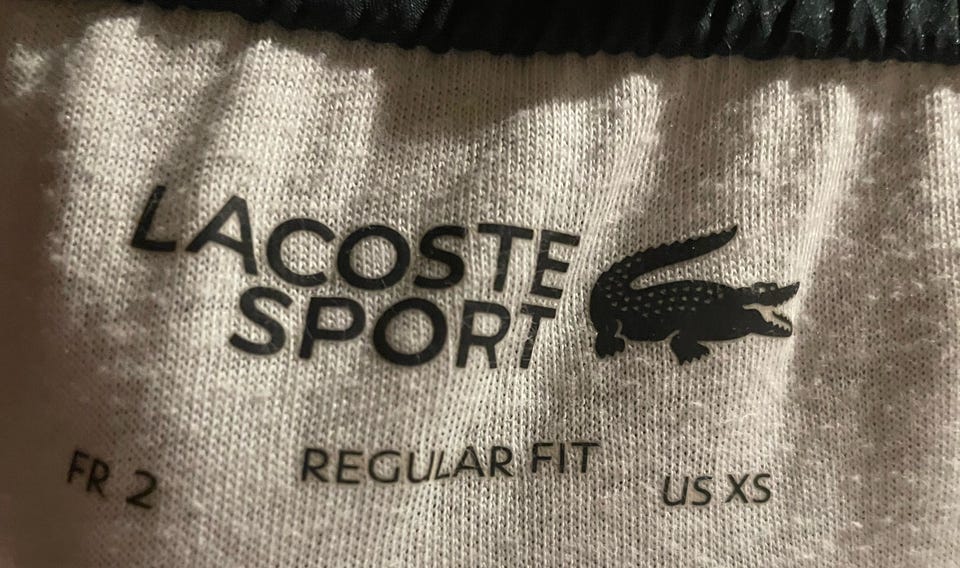 LACOSTE
SPORT
FR 2 REGULAR FIT US XS